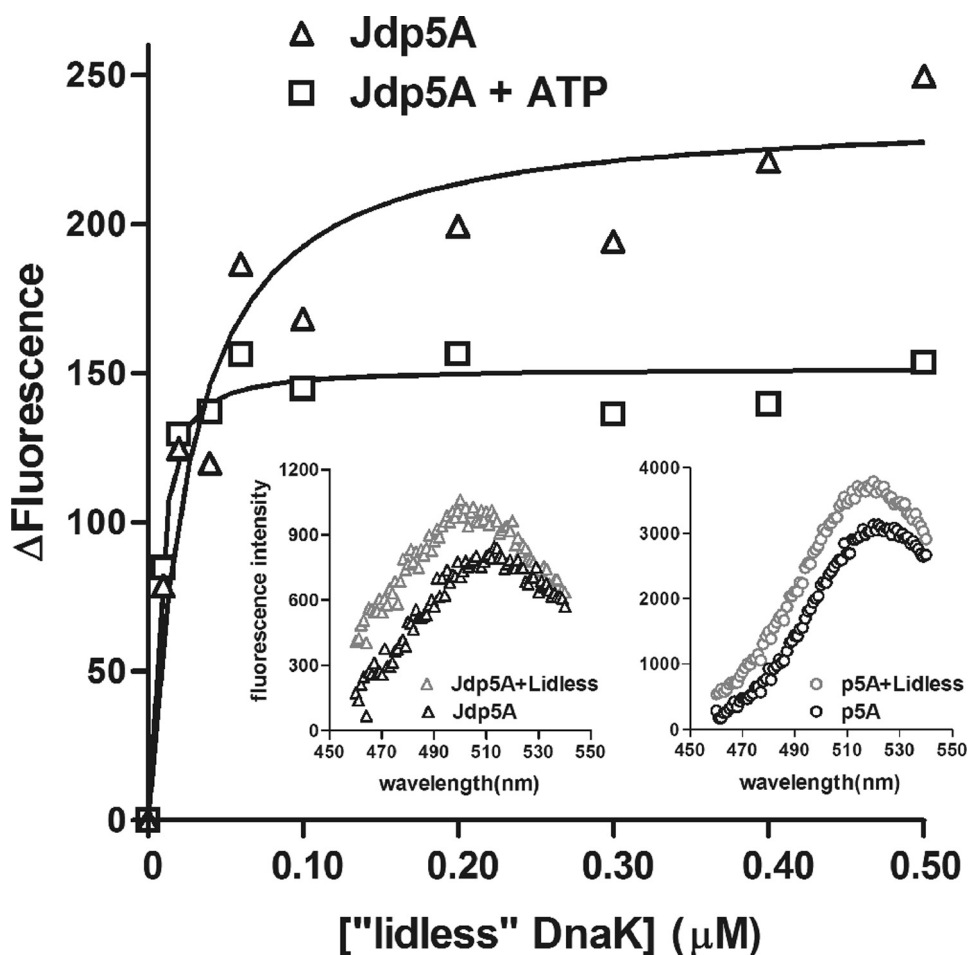 Jdp5A
Jdp5A + ATP
250
200
150
100
50
0
ΔFluorescence
0 0.10 0.20 0.30 0.40 0.50
["lidless" DnaK] (μM)
1200
900
600
300
0
fluorescence intensity
Jdp5A+Lidless
Jdp5A
450 470 490 510 530 550
wavelength(nm)
4000
3000
2000
1000
0
p5A+Lidless
p5A
450 470 490 510 530 550
wavelength(nm)